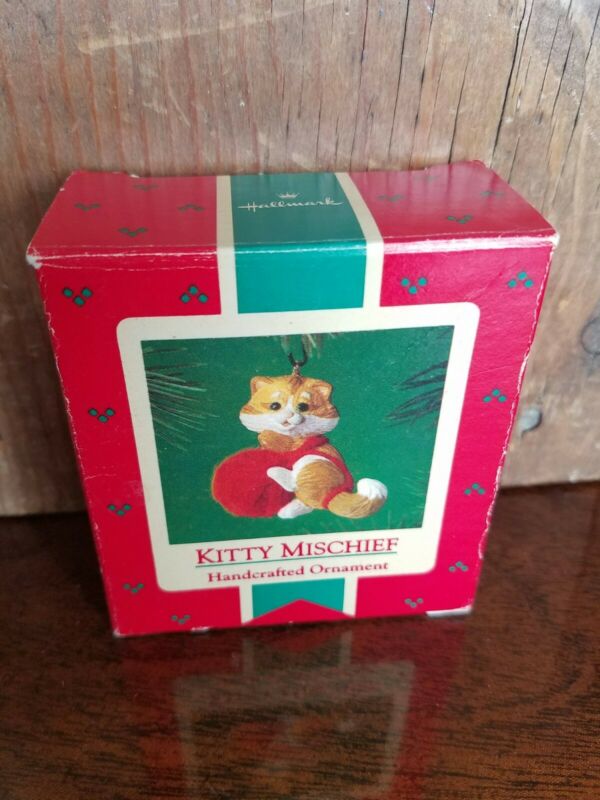 Hallmark
KITTY MISCHIEF
Handcrafted Ornament